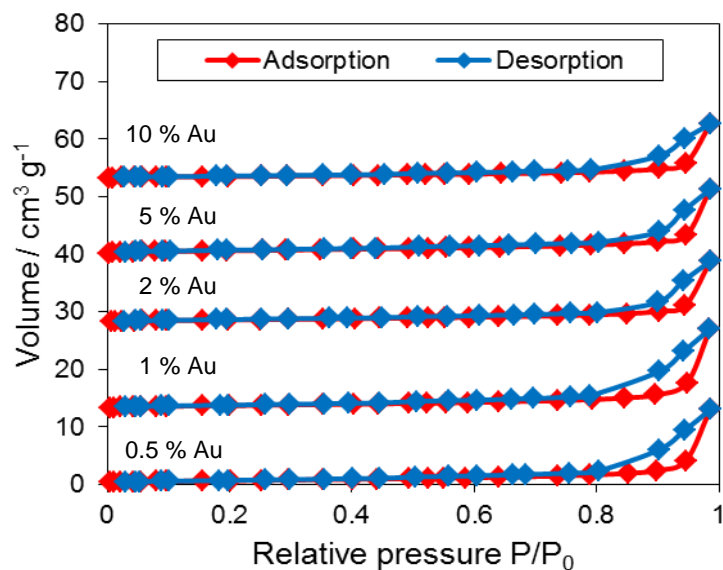 80
Adsorption Desorption
70
60
10 % Au
50
5 % Au
40
2 % Au
30
20
1 % Au
10
0.5 % Au
0
0 0.2 0.4 0.6 0.8 1
Volume / cm³ g⁻¹
Relative pressure P/P₀